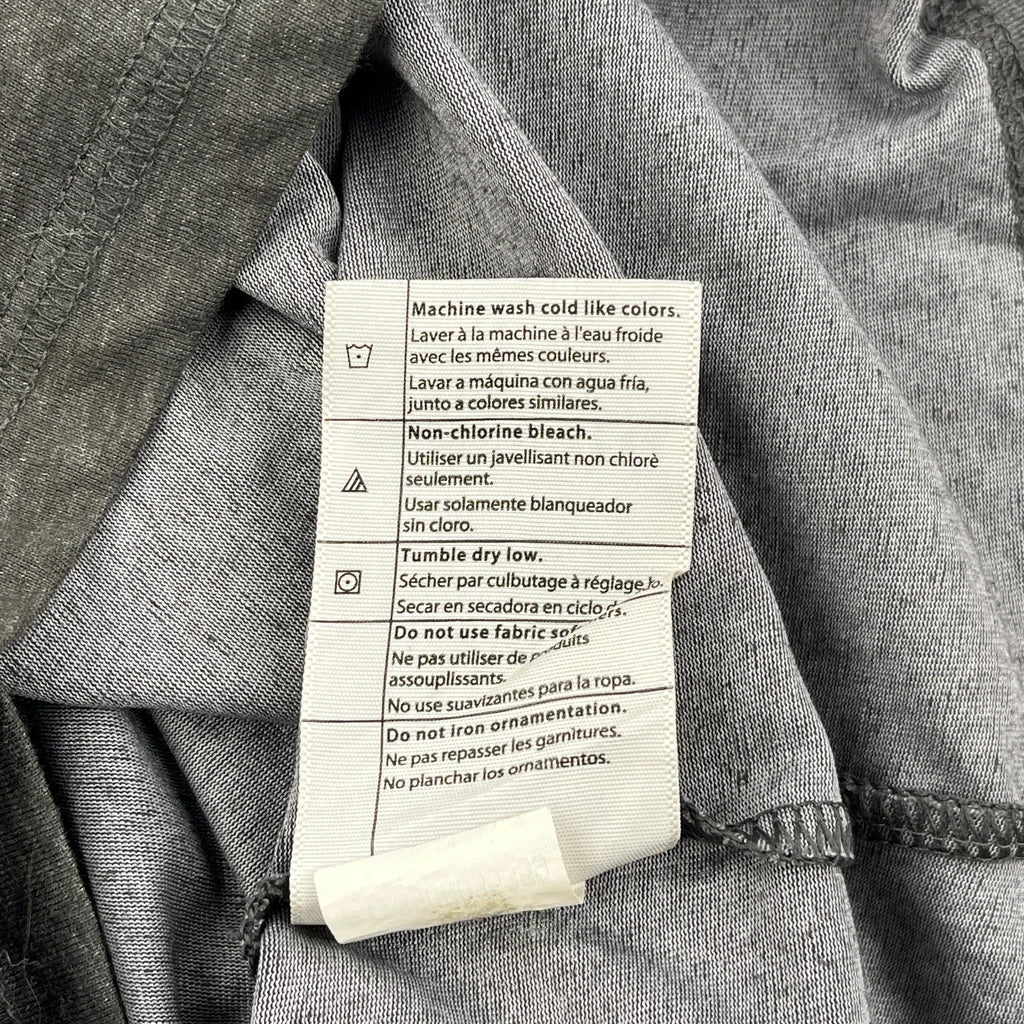 Machine wash cold like colors.
Laver à la machine à l'eau froide
avec les mêmes couleurs.
Lavar a máquina con agua fría,
junto a colores similares.
Non-chlorine bleach.
Utiliser un javellisant non chlorè
seulement.
Usar solamente blanqueador
sin cloro.
Tumble dry low.
Sécher par culbutage à réglage
Secar en secadora en ciclo
Do not use fabric
Ne pas utiliser de
assouplissants.
No use suavizantes para la ropa.
Do not iron ornamentation.
Ne pas repasser les garnitures.
No planchar los ornamentos.